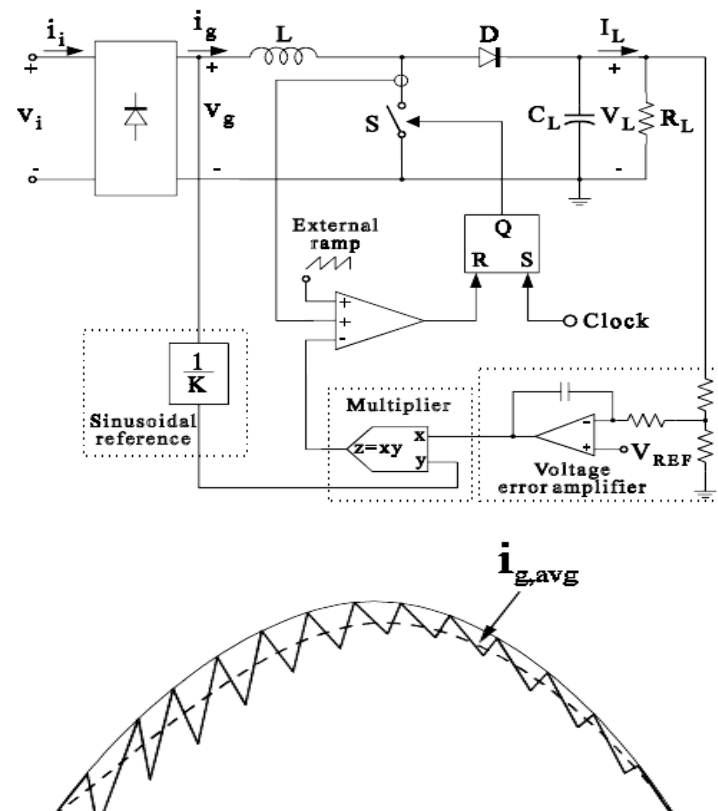 i_i i_g L D I_L
+ + +
v_i v_g S C_L V_L R_L
- - -
External
ramp
Q
R S
+
+
-
Clock
1
K
Sinusoidal
reference
Multiplier
z=xy x
y
-
+
V_REF
Voltage
error amplifier
i_g,avg